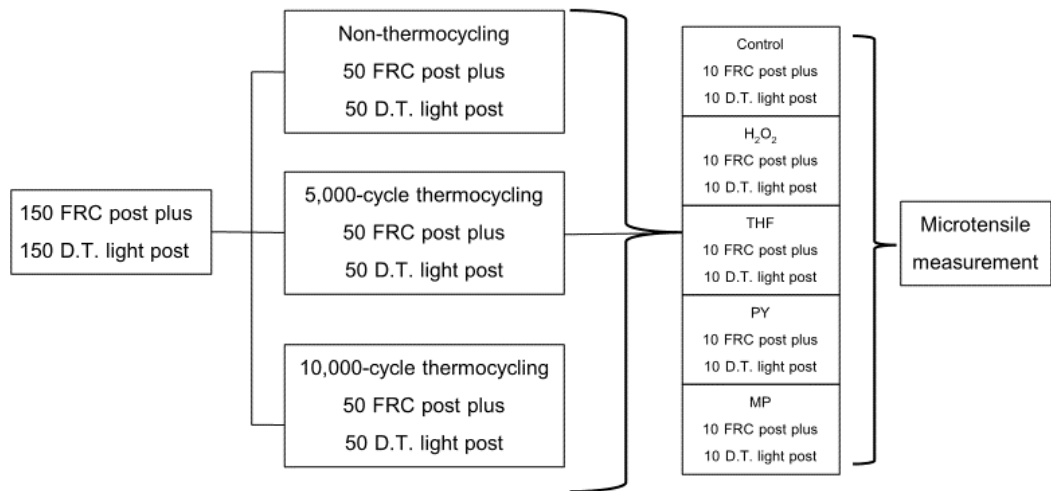 150 FRC post plus
150 D.T. light post
Non-thermocycling
50 FRC post plus
50 D.T. light post
5,000-cycle thermocycling
50 FRC post plus
50 D.T. light post
10,000-cycle thermocycling
50 FRC post plus
50 D.T. light post
Control
10 FRC post plus
10 D.T. light post
H₂O₂
10 FRC post plus
10 D.T. light post
THF
10 FRC post plus
10 D.T. light post
PY
10 FRC post plus
10 D.T. light post
MP
10 FRC post plus
10 D.T. light post
Microtensile
measurement